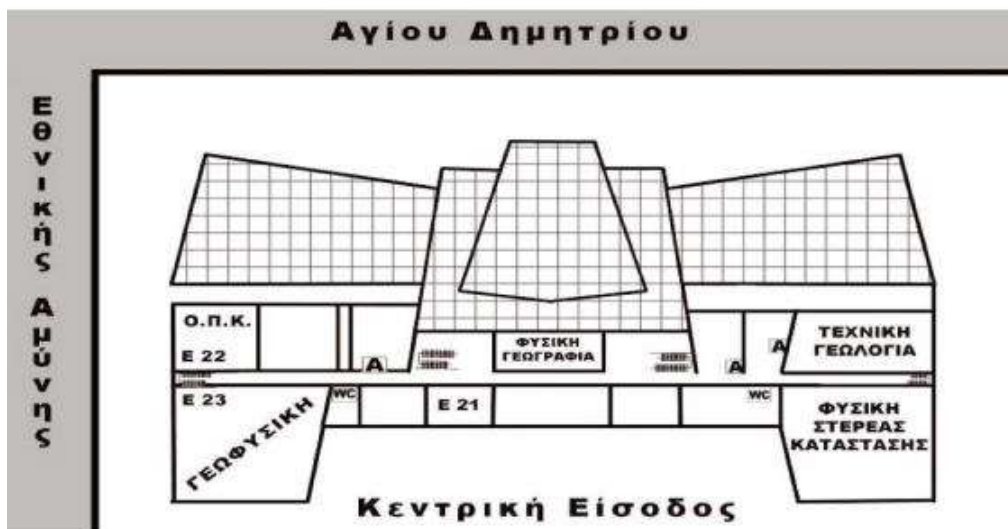 Αγίου Δημητρίου
Εθνικής Αμύνης
Ο.Π.Κ.
Ε 22
Α
ΦΥΣΙΚΗ
ΓΕΩΓΡΑΦΙΑ
Α
Α
ΤΕΧΝΙΚΗ
ΓΕΩΛΟΓΙΑ
Ε 23
ΓΕΩΦΥΣΙΚΗ
WC
Ε 21
WC
ΦΥΣΙΚΗ
ΣΤΕΡΕΑΣ
ΚΑΤΑΣΤΑΣΗΣ
Κεντρική Είσοδος